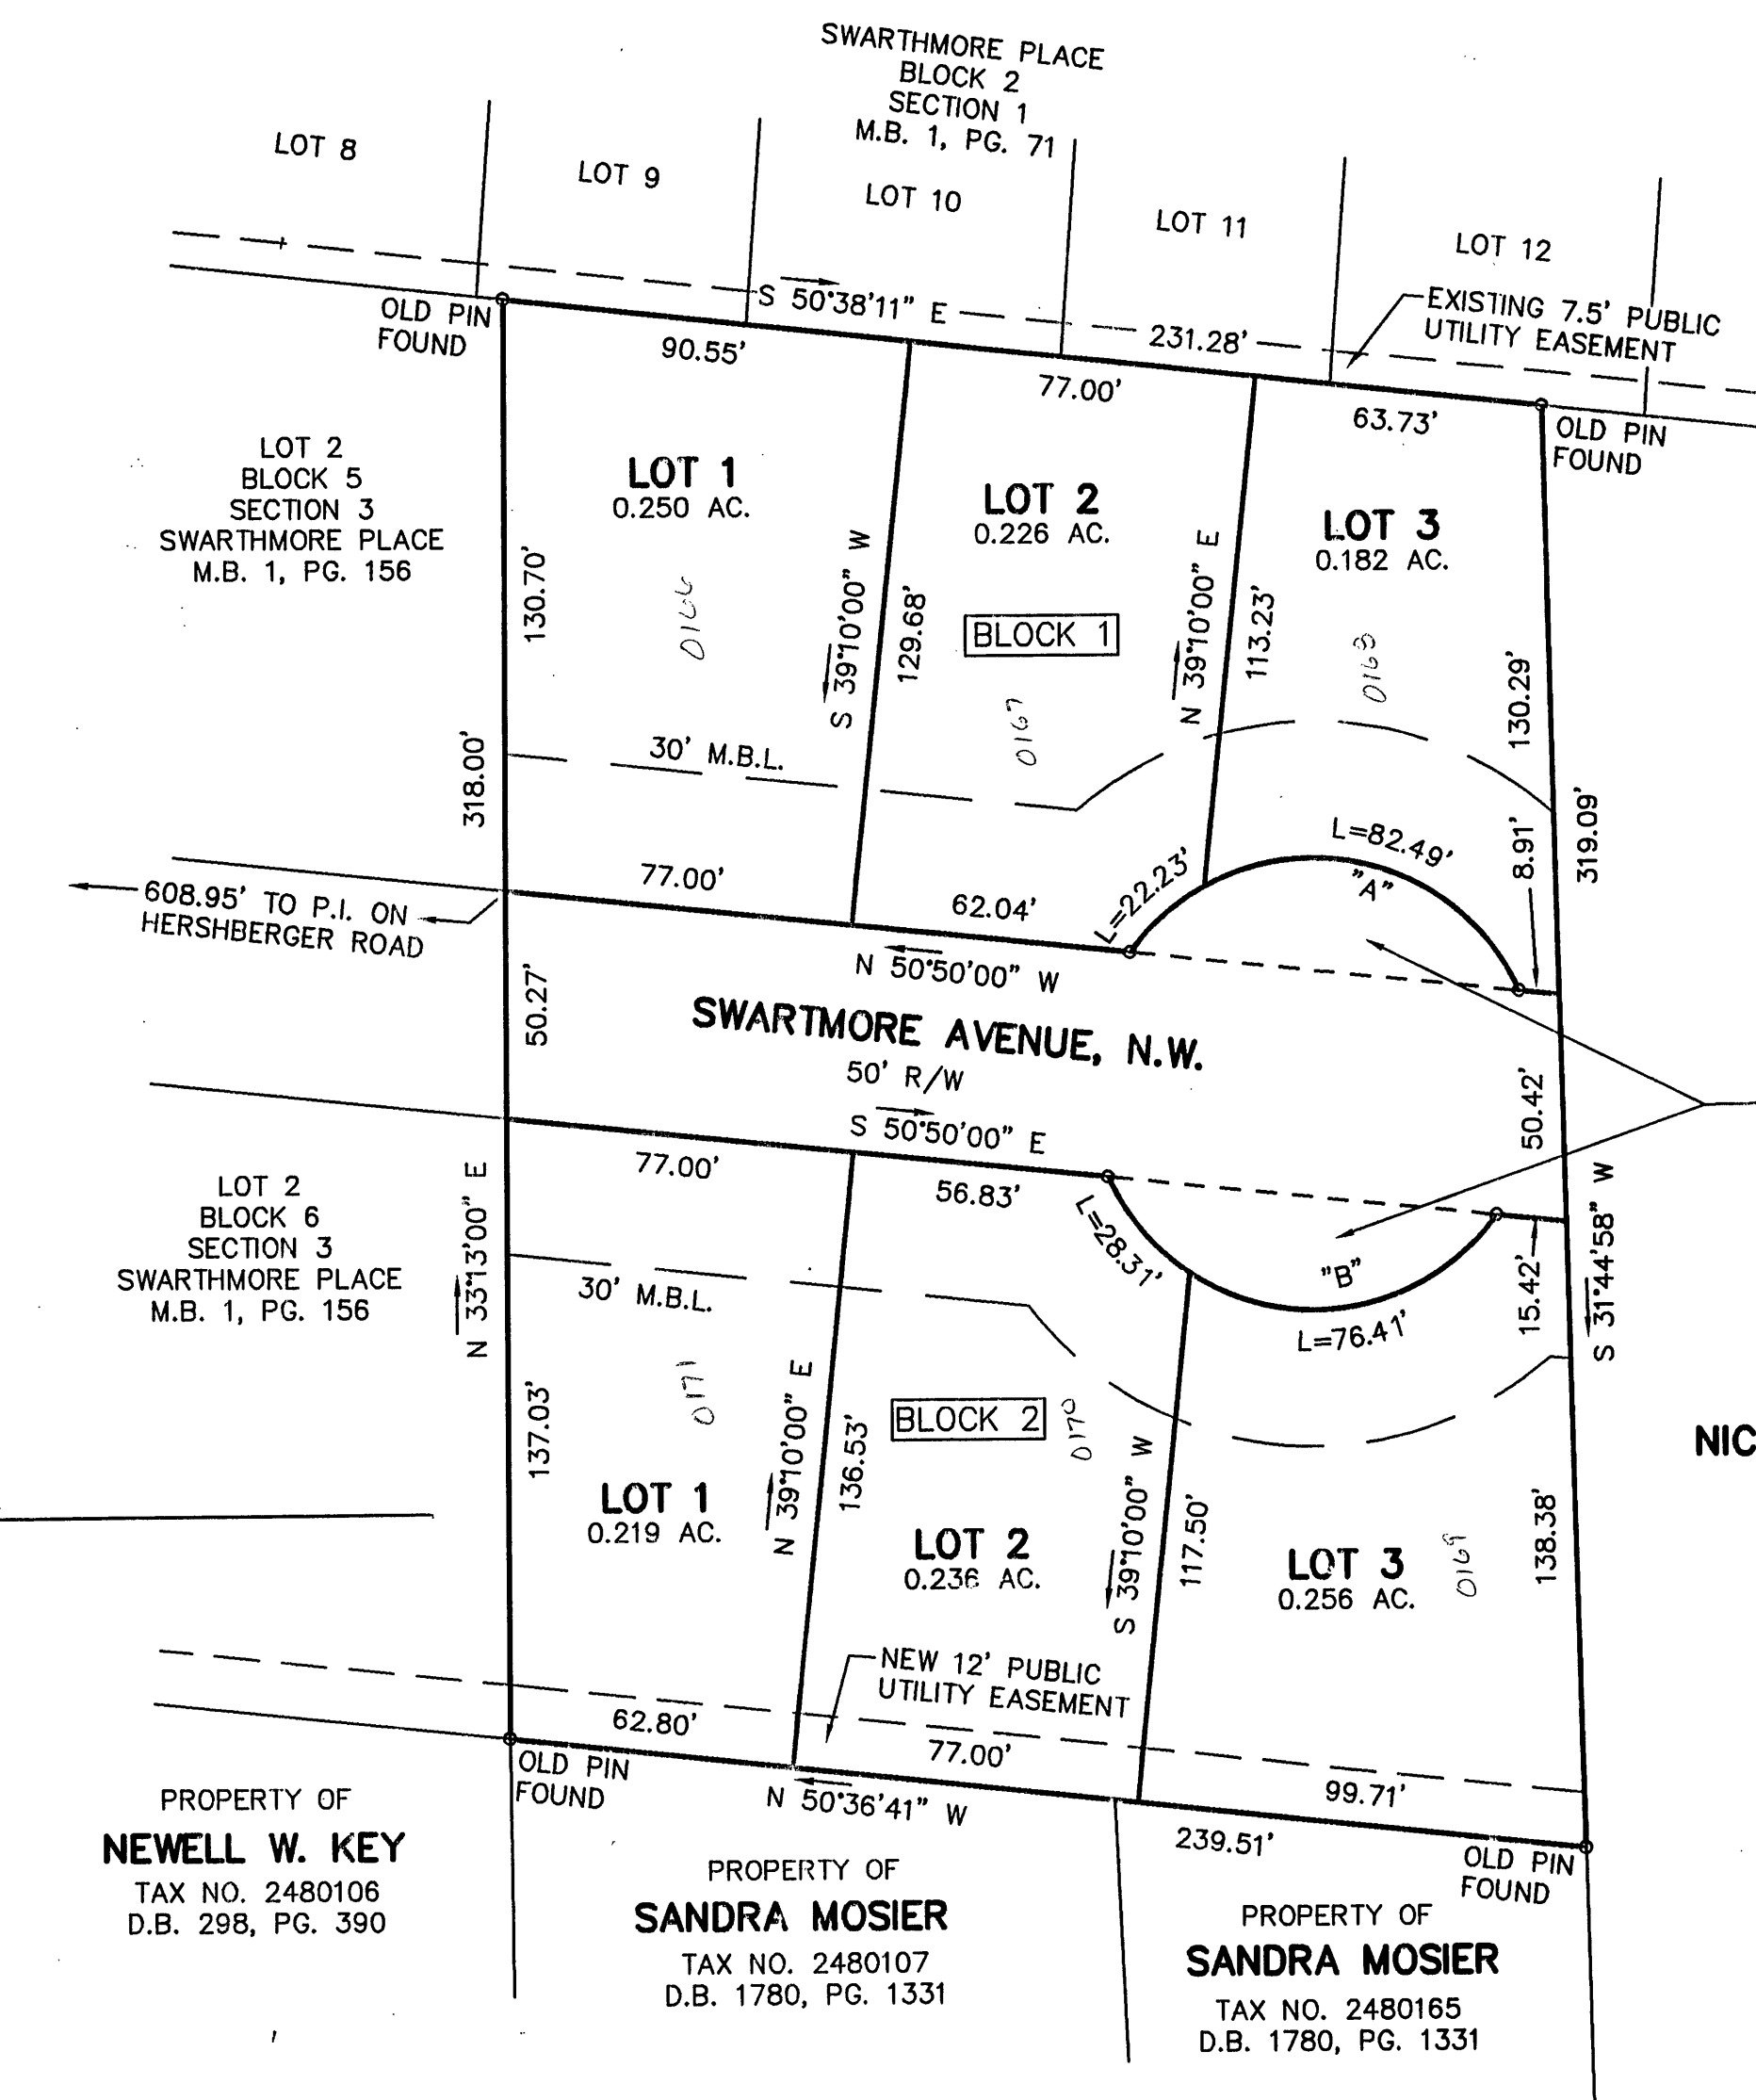 SWARTHMORE PLACE
BLOCK 2
SECTION 1
M.B. 1, PG. 71
LOT 8
LOT 9
LOT 10
LOT 11
LOT 12
EXISTING 7.5' PUBLIC
UTILITY EASEMENT
S 50°38'11" E
231.28'
OLD PIN
FOUND
90.55'
77.00'
63.73'
OLD PIN
FOUND
LOT 2
BLOCK 5
SECTION 3
SWARTHMORE PLACE
M.B. 1, PG. 156
LOT 1
0.250 AC.
LOT 2
0.226 AC.
LOT 3
0.182 AC.
130.70'
0166
S 39°10'00" W
129.68'
BLOCK 1
N 39°10'00" E
113.23'
0168
130.29'
0167
30' M.B.L.
318.00'
319.09'
L=82.49'
8.91'
"A"
L=22.23'
77.00'
62.04'
608.95' TO P.I. ON
HERSHBERGER ROAD
N 50°50'00" W
50.27'
SWARTMORE AVENUE, N.W.
50' R/W
S 50°50'00" E
50.42'
77.00'
56.83'
L=28.31'
"B"
L=76.41'
15.42'
S 31°44'58" W
LOT 2
BLOCK 6
SECTION 3
SWARTHMORE PLACE
M.B. 1, PG. 156
N 33°13'00" E
30' M.B.L.
0171
137.03'
N 39°10'00" E
136.53'
BLOCK 2
0170
S 39°10'00" W
117.50'
NIC
138.38'
0169
LOT 1
0.219 AC.
LOT 2
0.236 AC.
LOT 3
0.256 AC.
NEW 12' PUBLIC
UTILITY EASEMENT
62.80'
77.00'
99.71'
OLD PIN
FOUND
N 50°36'41" W
239.51'
OLD PIN
FOUND
PROPERTY OF
NEWELL W. KEY
TAX NO. 2480106
D.B. 298, PG. 390
PROPERTY OF
SANDRA MOSIER
TAX NO. 2480107
D.B. 1780, PG. 1331
PROPERTY OF
SANDRA MOSIER
TAX NO. 2480165
D.B. 1780, PG. 1331